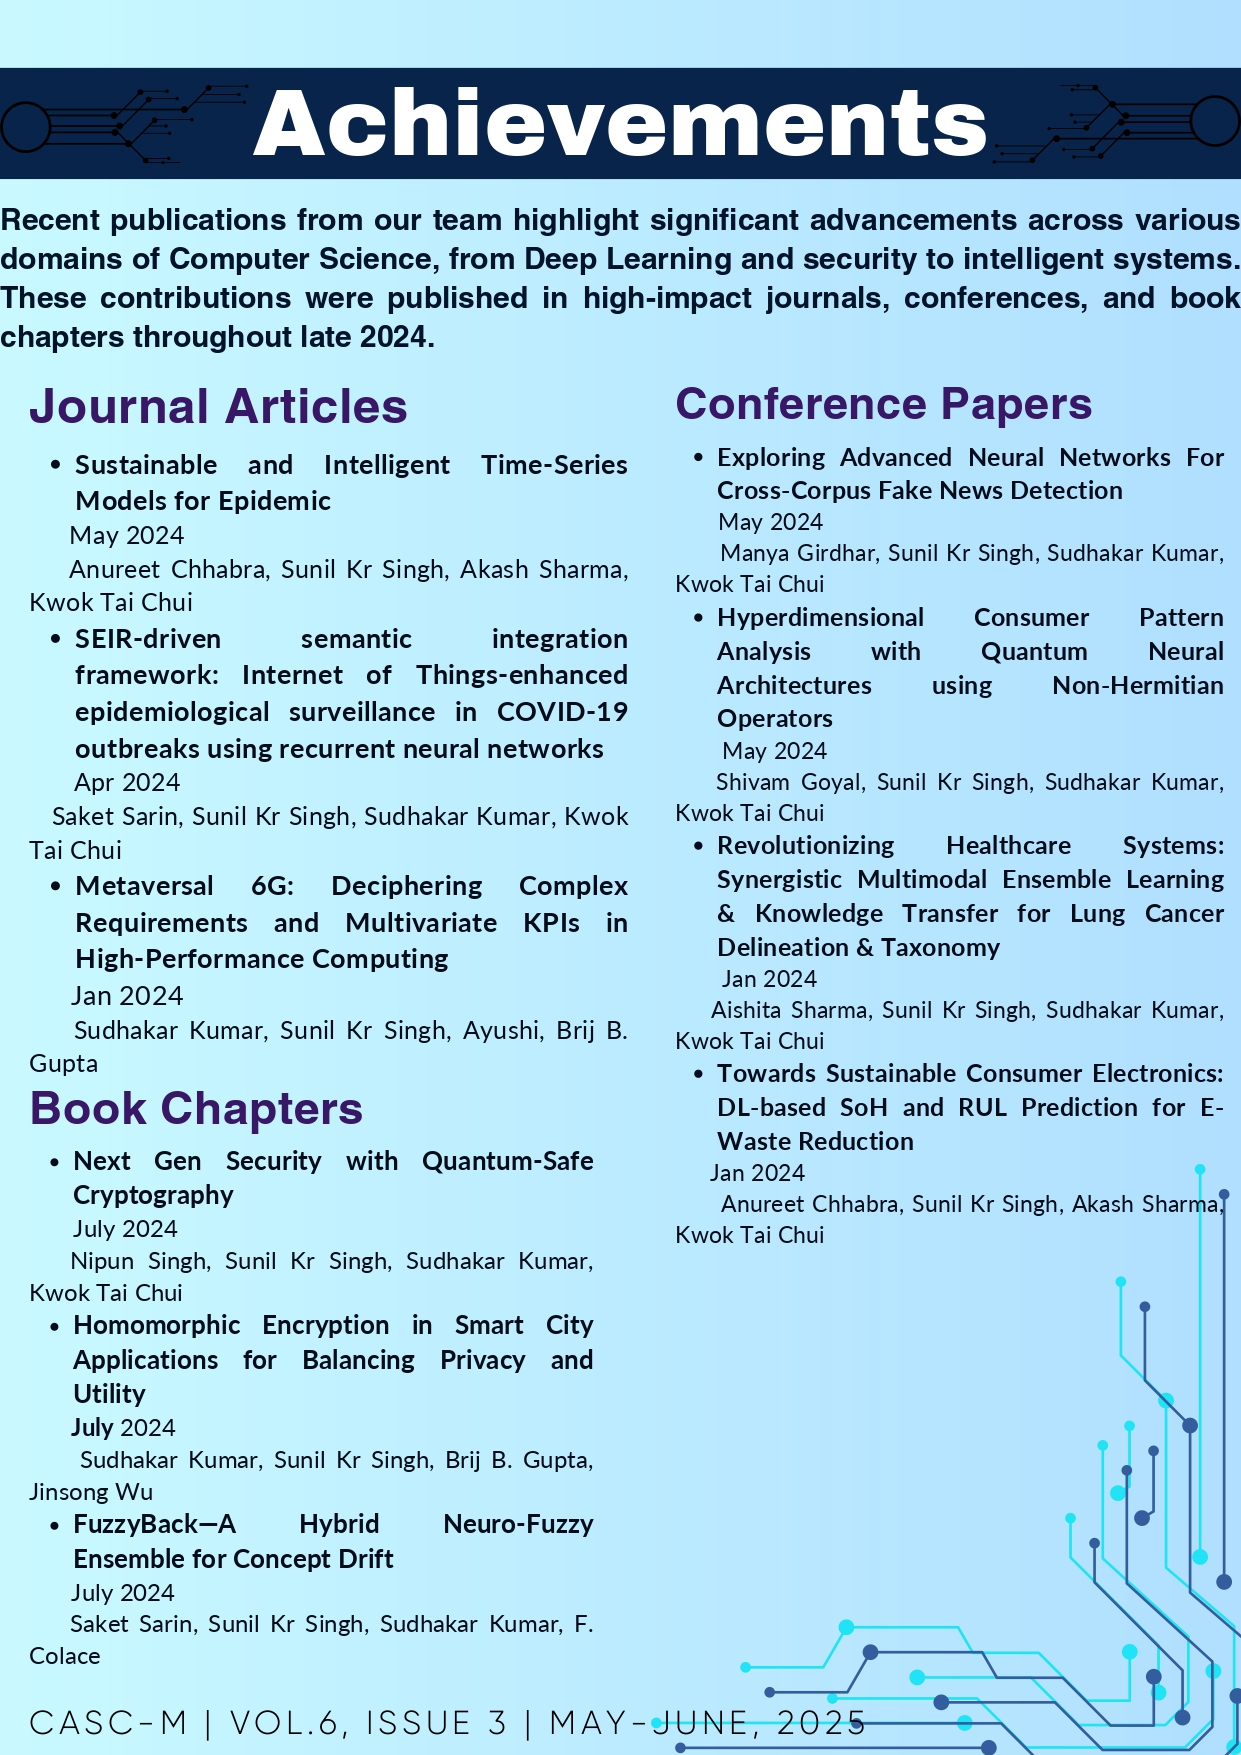 Achievements
Recent publications from our team highlight significant advancements across various
domains of Computer Science, from Deep Learning and security to intelligent systems.
These contributions were published in high-impact journals, conferences, and book
chapters throughout late 2024.
Journal Articles
• Sustainable and Intelligent Time-Series
Models for Epidemic
May 2024
Anureet Chhabra, Sunil Kr Singh, Akash Sharma,
Kwok Tai Chui
• SEIR-driven semantic integration
framework: Internet of Things-enhanced
epidemiological surveillance in COVID-19
outbreaks using recurrent neural networks
Apr 2024
Saket Sarin, Sunil Kr Singh, Sudhakar Kumar, Kwok
Tai Chui
• Metaversal 6G: Deciphering Complex
Requirements and Multivariate KPIs in
High-Performance Computing
Jan 2024
Sudhakar Kumar, Sunil Kr Singh, Ayushi, Brij B.
Gupta
Book Chapters
• Next Gen Security with Quantum-Safe
Cryptography
July 2024
Nipun Singh, Sunil Kr Singh, Sudhakar Kumar,
Kwok Tai Chui
• Homomorphic Encryption in Smart City
Applications for Balancing Privacy and
Utility
July 2024
Sudhakar Kumar, Sunil Kr Singh, Brij B. Gupta,
Jinsong Wu
• FuzzyBack—A Hybrid Neuro-Fuzzy
Ensemble for Concept Drift
July 2024
Saket Sarin, Sunil Kr Singh, Sudhakar Kumar, F.
Colace
Conference Papers
• Exploring Advanced Neural Networks For
Cross-Corpus Fake News Detection
May 2024
Manya Girdhar, Sunil Kr Singh, Sudhakar Kumar,
Kwok Tai Chui
• Hyperdimensional Consumer Pattern
Analysis with Quantum Neural
Architectures using Non-Hermitian
Operators
May 2024
Shivam Goyal, Sunil Kr Singh, Sudhakar Kumar,
Kwok Tai Chui
• Revolutionizing Healthcare Systems:
Synergistic Multimodal Ensemble Learning
& Knowledge Transfer for Lung Cancer
Delineation & Taxonomy
Jan 2024
Aishita Sharma, Sunil Kr Singh, Sudhakar Kumar,
Kwok Tai Chui
• Towards Sustainable Consumer Electronics:
DL-based SoH and RUL Prediction for E-
Waste Reduction
Jan 2024
Anureet Chhabra, Sunil Kr Singh, Akash Sharma,
Kwok Tai Chui
CASC-M | VOL.6, ISSUE 3 | MAY-JUNE, 2025